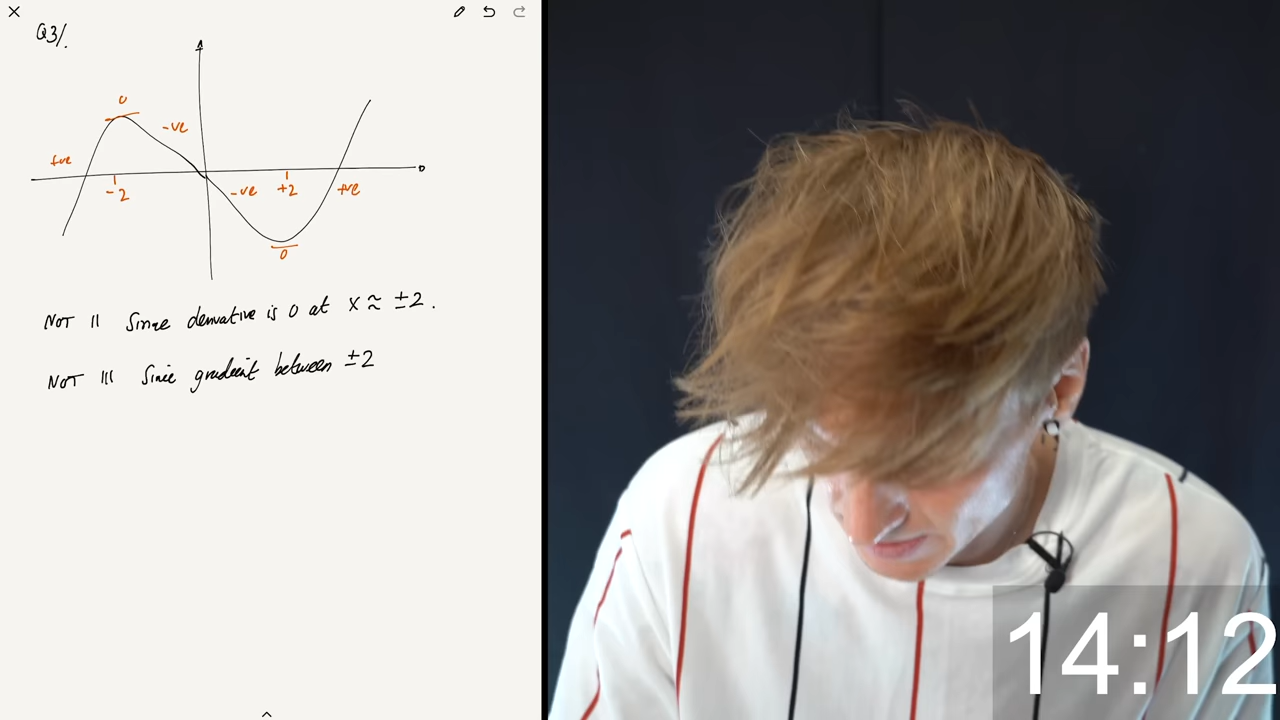 Q3/.
0
-ve
+ve
-2
-ve
+2
+ve
0
NOT II Since derivative is 0 at x ≈ ±2.
NOT III Since gradient between ±2
14:12